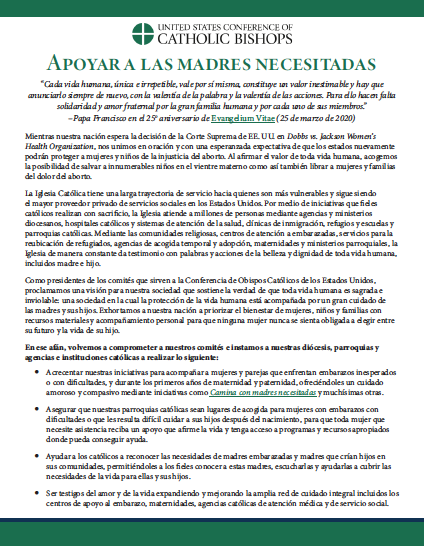 UNITED STATES CONFERENCE OF
CATHOLIC BISHOPS
APOYAR A LAS MADRES NECESITADAS
“Cada vida humana, única e irrepetible, vale por sí misma, constituye un valor inestimable y hay que
anunciarlo siempre de nuevo, con la valentía de la palabra y la valentía de las acciones. Para ello hacen falta
solidaridad y amor fraternal por la gran familia humana y por cada uno de sus miembros.”
–Papa Francisco en el 25º aniversario de Evangelium Vitae (25 de marzo de 2020)
Mientras nuestra nación espera la decisión de la Corte Suprema de EE. UU. en Dobbs vs. Jackson Women's
Health Organization, nos unimos en oración y con una esperanzada expectativa de que los estados nuevamente
podrán proteger a mujeres y niños de la injusticia del aborto. Al afirmar el valor de toda vida humana, acogemos
la posibilidad de salvar a innumerables niños en el vientre materno como así también librar a mujeres y familias
del dolor del aborto.
La Iglesia Católica tiene una larga trayectoria de servicio hacia quienes son más vulnerables y sigue siendo
el mayor proveedor privado de servicios sociales en los Estados Unidos. Por medio de iniciativas que fieles
católicos realizan con sacrificio, la Iglesia atiende a millones de personas mediante agencias y ministerios
diocesanos, hospitales católicos y sistemas de atención de la salud, clínicas de inmigración, refugios y escuelas y
parroquias católicas. Mediante las comunidades religiosas, centros de atención a embarazadas, servicios para la
reubicación de refugiados, agencias de acogida temporal y adopción, maternidades y ministerios parroquiales, la
Iglesia de manera constante da testimonio con palabras y acciones de la belleza y dignidad de toda vida humana,
incluidos madre e hijo.
Como presidentes de los comités que sirven a la Conferencia de Obispos Católicos de los Estados Unidos,
proclamamos una visión para nuestra sociedad que sostiene la verdad de que toda vida humana es sagrada e
inviolable: una sociedad en la cual la protección de la vida humana está acompañada por un gran cuidado de
las madres y sus hijos. Exhortamos a nuestra nación a priorizar el bienestar de mujeres, niños y familias con
recursos materiales y acompañamiento personal para que ninguna mujer nunca se sienta obligada a elegir entre
su futuro y la vida de su hijo.
En ese afán, volvemos a comprometer a nuestros comités e instamos a nuestras diócesis, parroquias y
agencias e instituciones católicas a realizar lo siguiente:
• Acrecentar nuestras iniciativas para acompañar a mujeres y parejas que enfrentan embarazos inesperados
o con dificultades, y durante los primeros años de maternidad y paternidad, ofreciéndoles un cuidado
amoroso y compasivo mediante iniciativas como Camina con madres necesitadas y muchísimas otras.
• Asegurar que nuestras parroquias católicas sean lugares de acogida para mujeres con embarazos con
dificultades o que les resulta difícil cuidar a sus hijos después del nacimiento, para que toda mujer que
necesite asistencia reciba un apoyo que afirme la vida y tenga acceso a programas y recursos apropiados
donde pueda conseguir ayuda.
• Ayudar a los católicos a reconocer las necesidades de madres embarazadas y madres que crían hijos en
sus comunidades, permitiéndoles a los fieles conocer a estas madres, escucharlas y ayudarlas a cubrir las
necesidades de la vida para ellas y sus hijos.
• Ser testigos del amor y de la vida expandiendo y mejorando la amplia red de cuidado integral incluidos los
centros de apoyo al embarazo, maternidades, agencias católicas de atención médica y de servicio social.